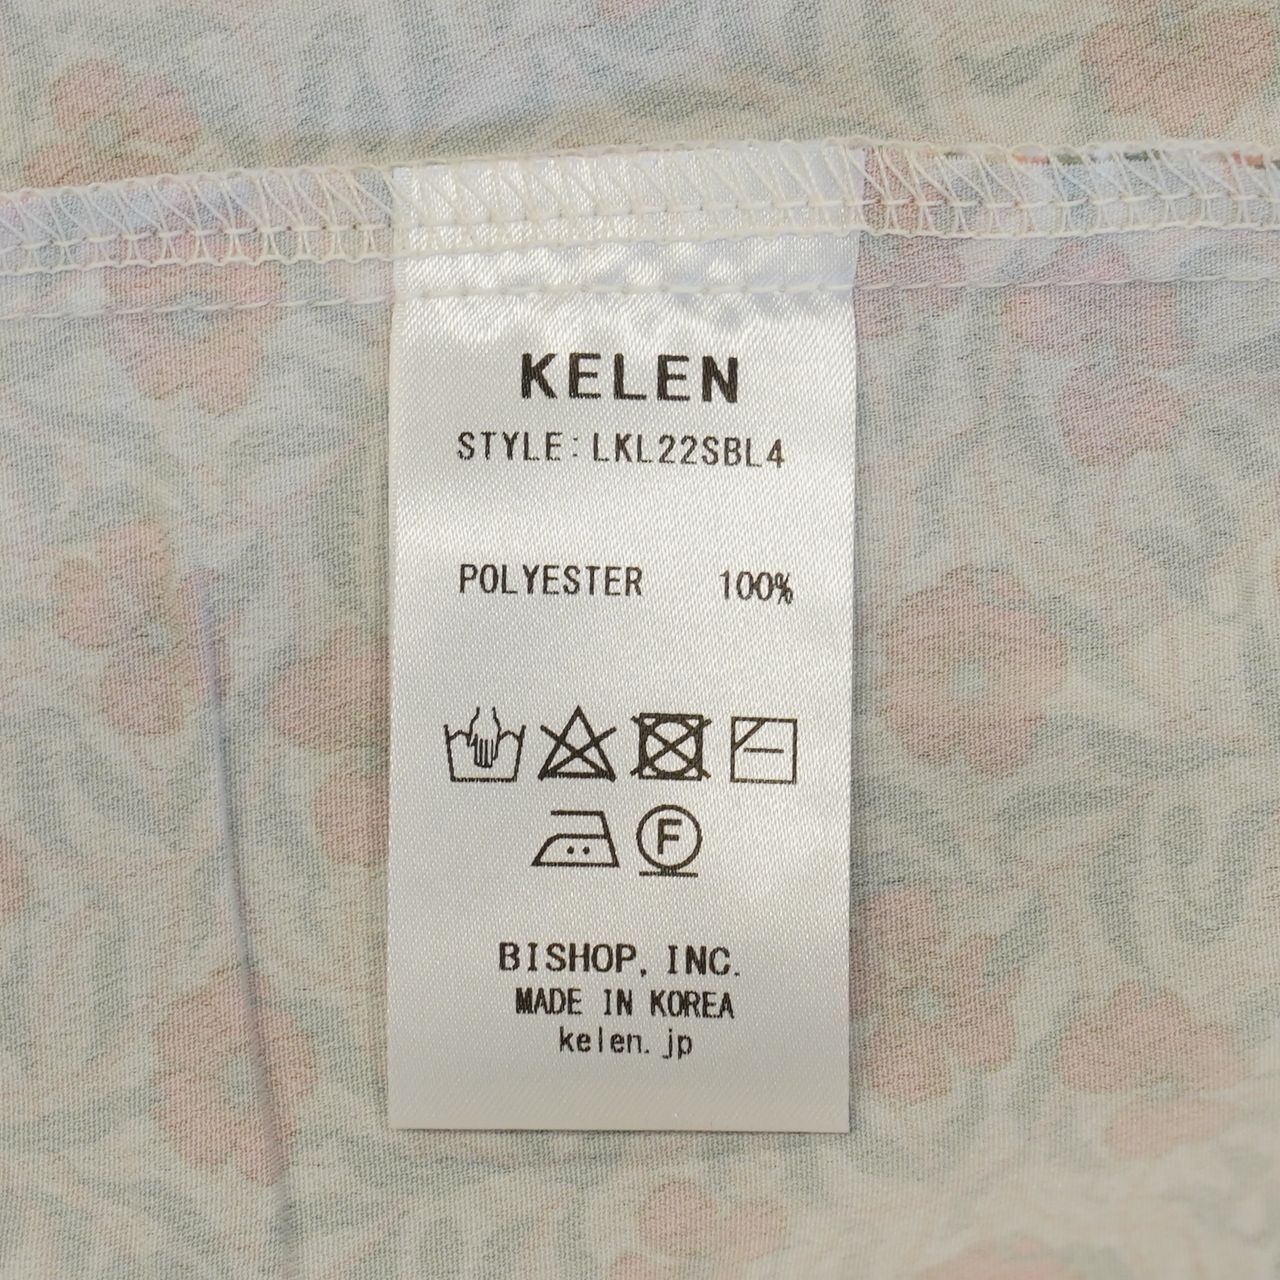 KELEN
STYLE:LKL22SBL4
POLYESTER 100%
F
BISHOP, INC.
MADE IN KOREA
kelen.jp